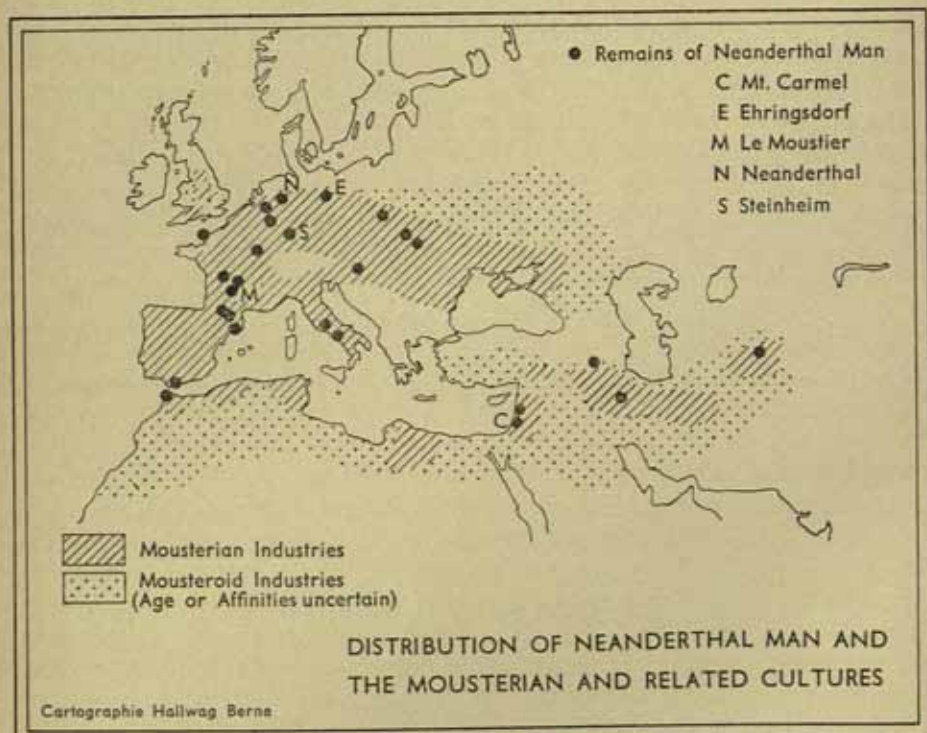 ● Remains of Neanderthal Man
C Mt. Carmel
E Ehringsdorf
M Le Moustier
N Neanderthal
S Steinheim
N
E
S
M
C
Mousterian Industries
Mousteroid Industries
(Age or Affinities uncertain)
DISTRIBUTION OF NEANDERTHAL MAN AND
THE MOUSTERIAN AND RELATED CULTURES
Cartographie Hallwag Berne